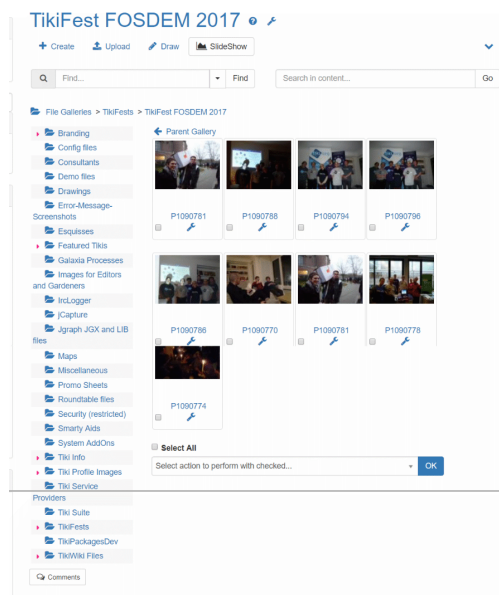 TikiFest FOSDEM 2017
Create Upload Draw SlideShow
Find... Find Search in content... Go
File Galleries > TikiFests > TikiFest FOSDEM 2017
Branding
Config files
Consultants
Demo files
Drawings
Error-Message-
Screenshots
Esquisses
Featured Tikis
Galaxia Processes
Images for Editors
and Gardeners
IrcLogger
jCapture
Jgraph JGX and LIB
files
Maps
Miscellaneous
Promo Sheets
Roundtable files
Security (restricted)
Smarty Aids
System AddOns
Tiki Info
Tiki Profile Images
Tiki Service
Providers
Tiki Suite
TikiFests
TikiPackagesDev
TikiWiki Files
Comments
Parent Gallery
P1090781 P1090788 P1090794 P1090796
P1090786 P1090770 P1090781 P1090778
P1090774
Select All
Select action to perform with checked... OK